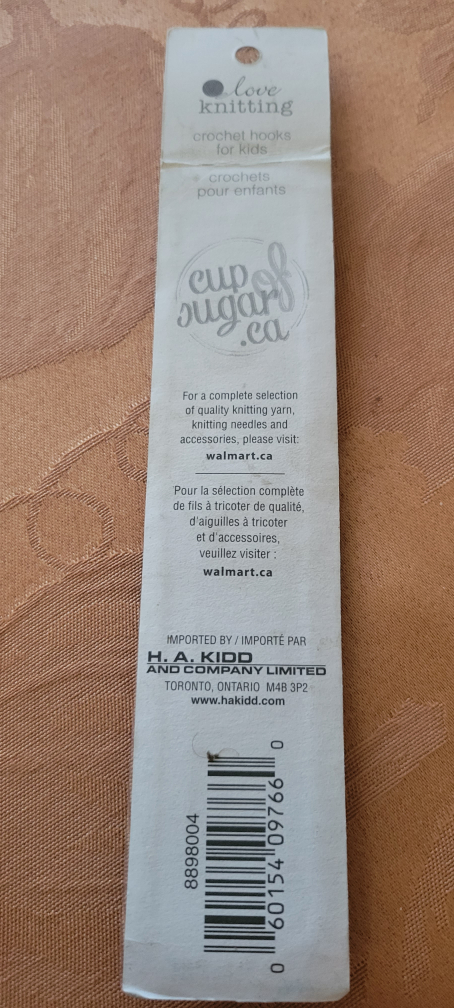 love
knitting
crochet hooks
for kids
crochets
pour enfants
cup of
sugar
.ca
For a complete selection
of quality knitting yarn,
knitting needles and
accessories, please visit:
walmart.ca
Pour la sélection complète
de fils à tricoter de qualité,
d'aiguilles à tricoter
et d'accessoires,
veuillez visiter :
walmart.ca
IMPORTED BY / IMPORTÉ PAR
H. A. KIDD
AND COMPANY LIMITED
TORONTO, ONTARIO M4B 3P2
www.hakidd.com
8898004
0 60154 09766 0